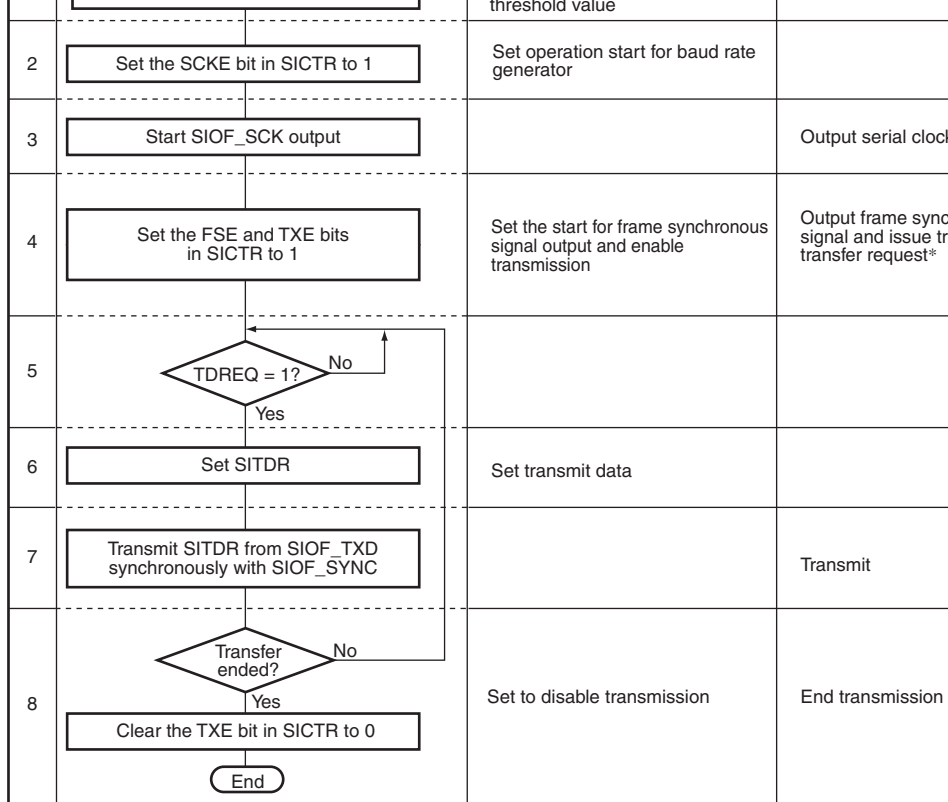 threshold value
2
Set the SCKE bit in SICTR to 1
Set operation start for baud rate
generator
3
Start SIOF_SCK output
Output serial clock
4
Set the FSE and TXE bits
in SICTR to 1
Set the start for frame synchronous
signal output and enable
transmission
Output frame sync
signal and issue tr
transfer request*
5
TDREQ = 1?
No
Yes
6
Set SITDR
Set transmit data
7
Transmit SITDR from SIOF_TXD
synchronously with SIOF_SYNC
Transmit
8
Transfer
ended?
No
Yes
Clear the TXE bit in SICTR to 0
Set to disable transmission
End transmission
End